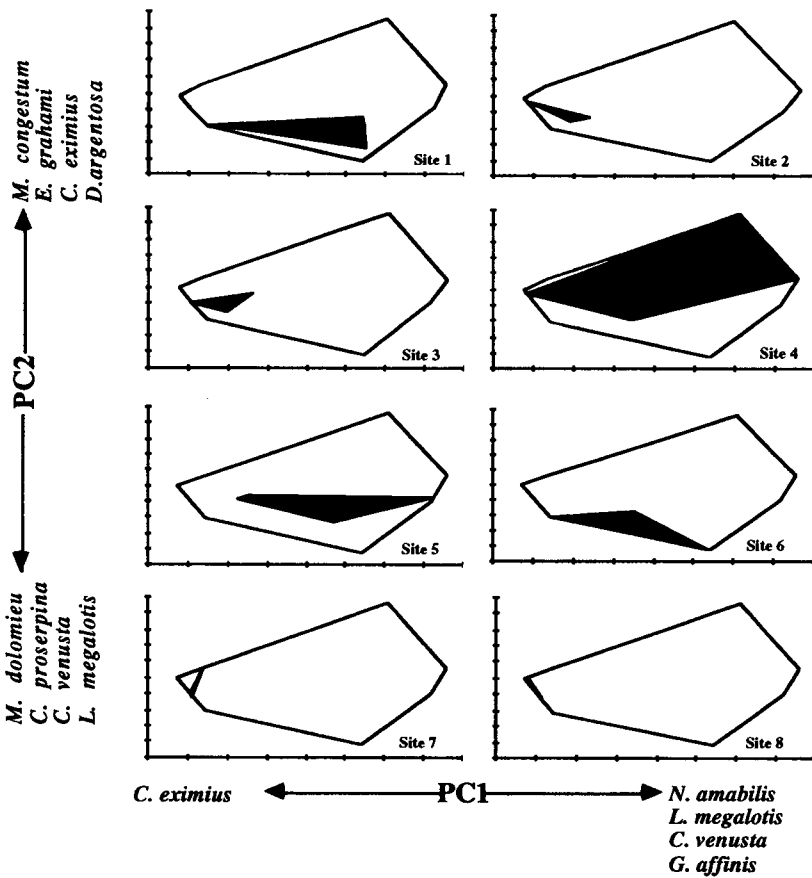 M. congestum
E. grahami
C. eximius
D.argentosa
PC2
M. dolomieu
C. proserpina
C. venusta
L. megalotis
Site 1
Site 2
Site 3
Site 4
Site 5
Site 6
Site 7
Site 8
C. eximius
PC1
N. amabilis
L. megalotis
C. venusta
G. affinis